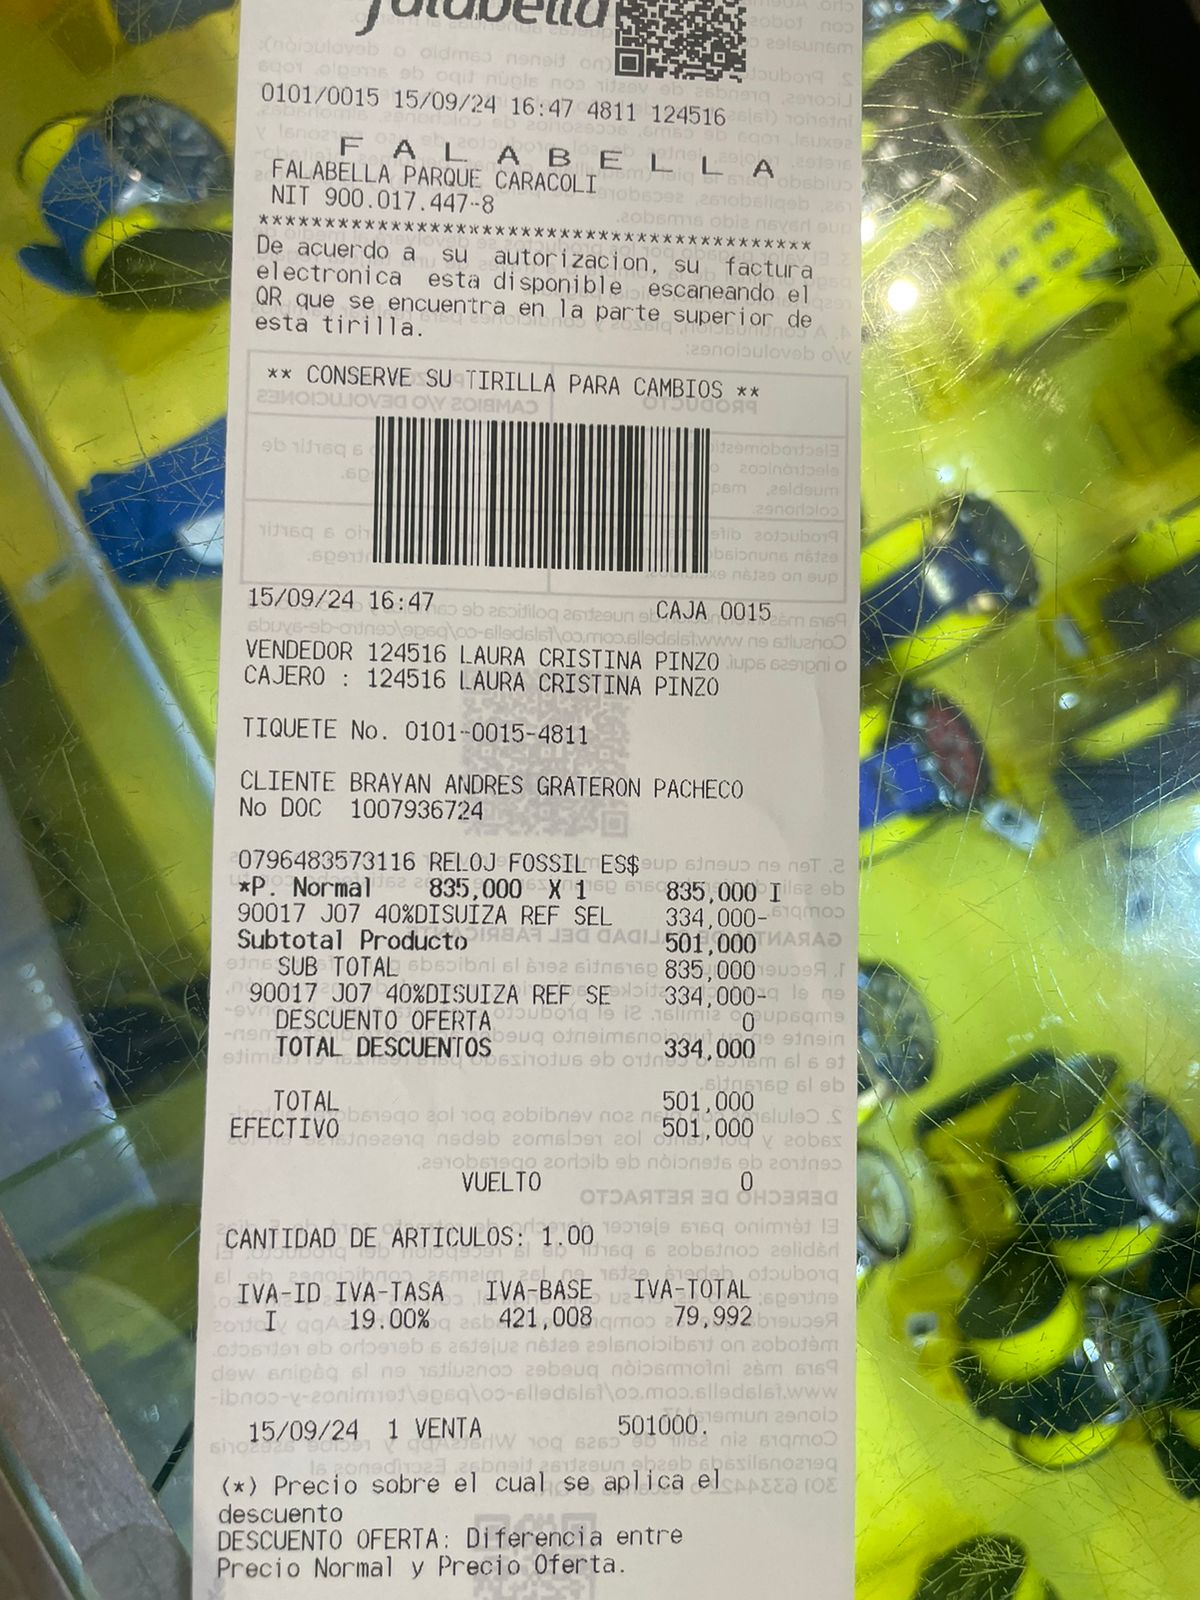 falabella
0101/0015 15/09/24 16:47 4811 124516
F A L A B E L L A
FALABELLA PARQUE CARACOLI
NIT 900.017.447-8
******************************************
De acuerdo a su autorizacion, su factura
electronica esta disponible escaneando el
QR que se encuentra en la parte superior de
esta tirilla.
** CONSERVE SU TIRILLA PARA CAMBIOS **
15/09/24 16:47 CAJA 0015
VENDEDOR 124516 LAURA CRISTINA PINZO
CAJERO : 124516 LAURA CRISTINA PINZO
TIQUETE No. 0101-0015-4811
CLIENTE BRAYAN ANDRES GRATERON PACHECO
No DOC 1007936724
0796483573116 RELOJ FOSSIL ES$
*P. Normal 835,000 X 1 835,000 I
90017 J07 40%DISUIZA REF SEL 334,000-
Subtotal Producto 501,000
SUB TOTAL 835,000
90017 J07 40%DISUIZA REF SE 334,000-
DESCUENTO OFERTA 0
TOTAL DESCUENTOS 334,000
TOTAL 501,000
EFECTIVO 501,000
VUELTO 0
CANTIDAD DE ARTICULOS: 1.00
IVA-ID IVA-TASA IVA-BASE IVA-TOTAL
I 19.00% 421,008 79,992
15/09/24 1 VENTA 501000.
(*) Precio sobre el cual se aplica el
descuento
DESCUENTO OFERTA: Diferencia entre
Precio Normal y Precio Oferta.